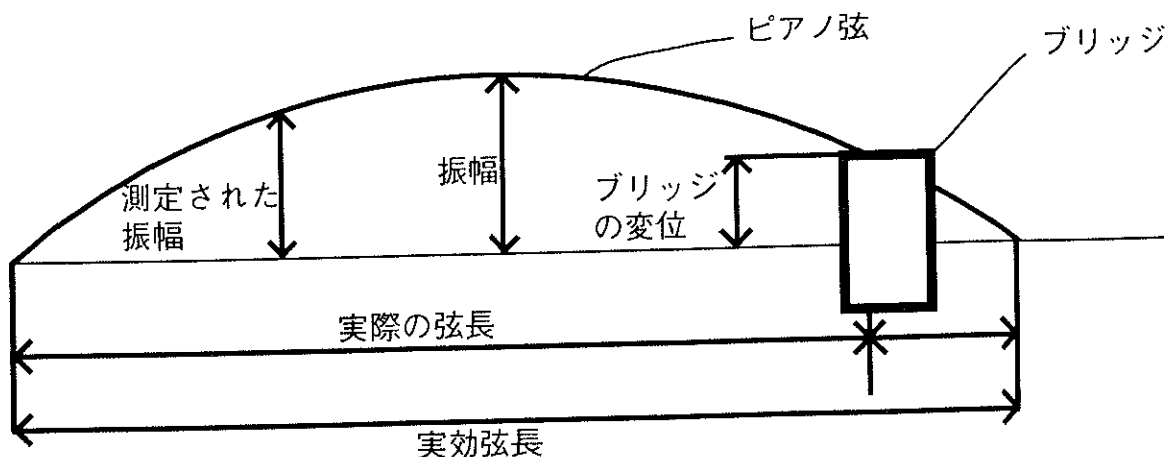 ピアノ弦
ブリッジ
測定された
振幅
振幅
ブリッジ
の変位
実際の弦長
実効弦長